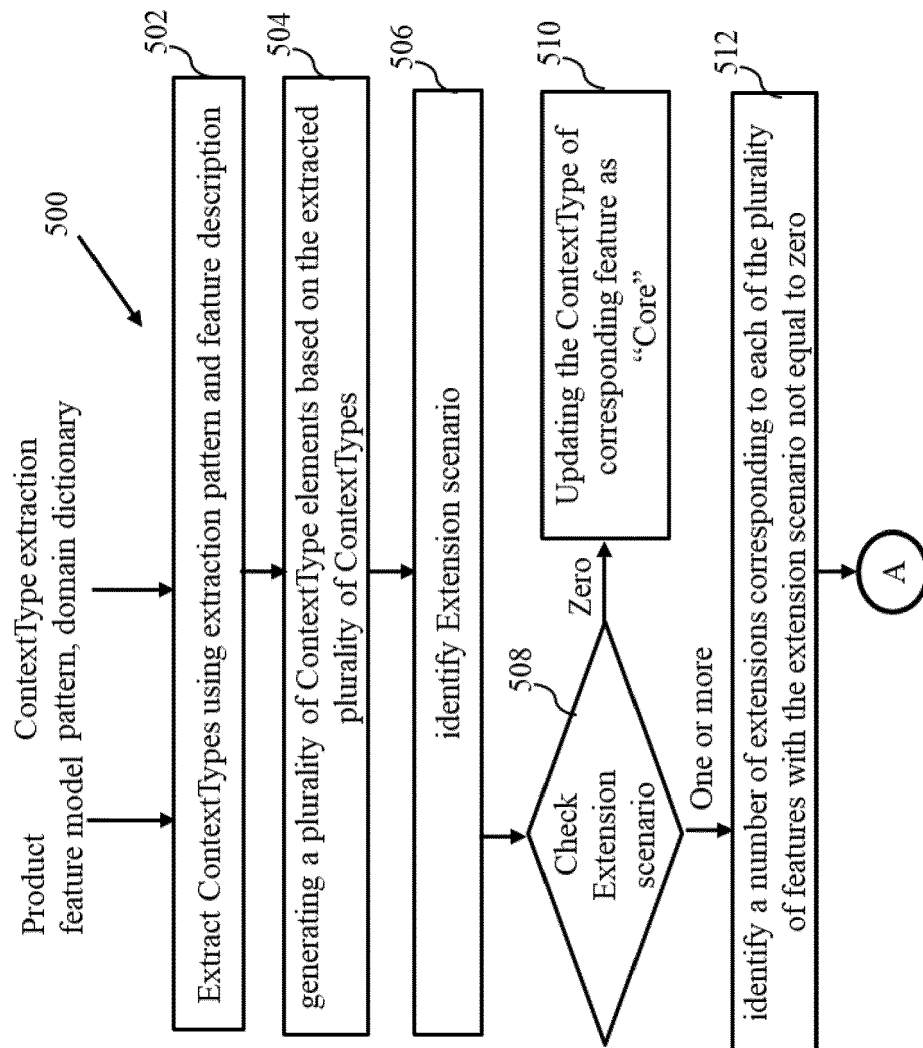 500
Product
feature model
ContextType extraction
pattern, domain dictionary
502
Extract ContextTypes using extraction pattern and feature description
504
generating a plurality of ContextType elements based on the extracted
plurality of ContextTypes
506
identify Extension scenario
508
Check
Extension
scenario
Zero
510
Updating the ContextType of
corresponding feature as
“Core”
One or more
512
identify a number of extensions corresponding to each of the plurality
of features with the extension scenario not equal to zero
A